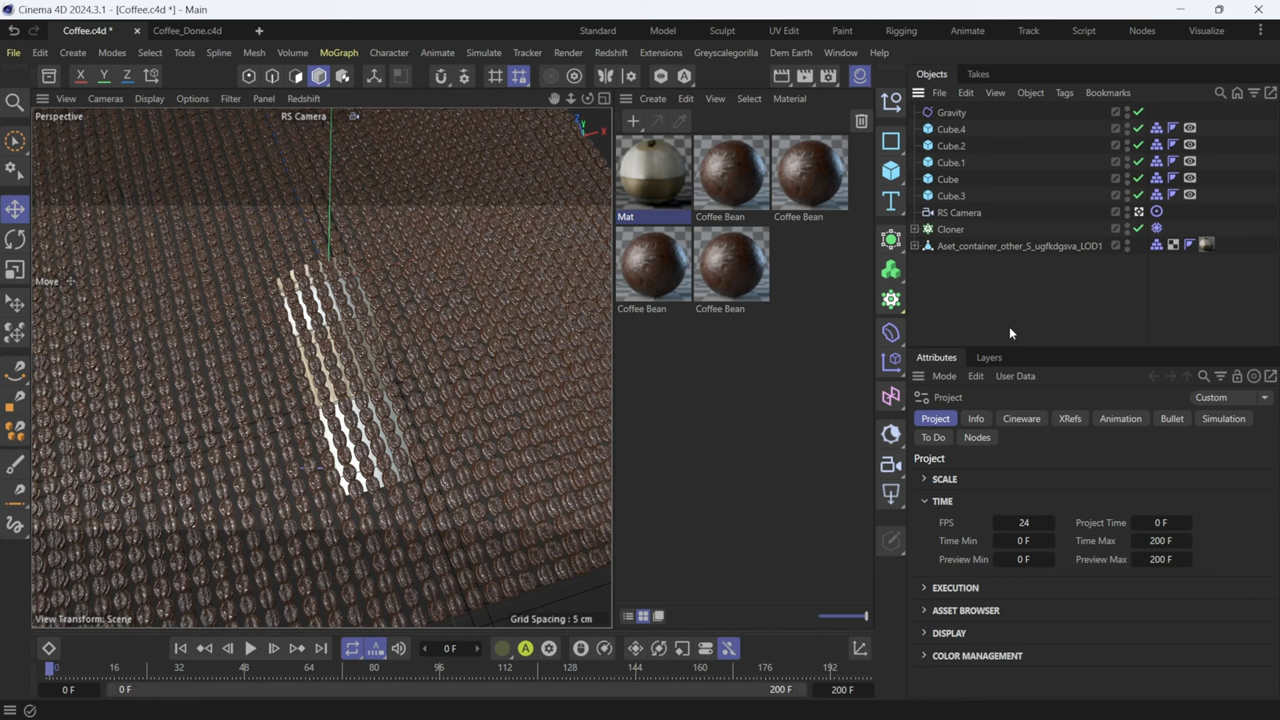 Cinema 4D 2024.3.1 - [Coffee.c4d *] - Main
Coffee.c4d *
Coffee_Done.c4d
Standard Model UV Edit Paint Rigging Animate Track Script Nodes Visualize
File Edit Create Modes Select Tools Spline Mesh Volume MoGraph Character Animate Simulate Tracker Render Redshift Extensions Greyscalegorilla Dem Earth Window Help
X Y Z
Objects Takes
View Cameras Display Options Filter Panel Redshift
Create Edit View Select Material
File Edit View Object Tags Bookmarks
Perspective
RS Camera
Gravity
Cube.4
Cube.2
Cube.1
Cube
Cube.3
RS Camera
Cloner
Aset_container_other_S_ugfkdgsva_LOD1
Mat
Coffee Bean
Coffee Bean
Coffee Bean
Coffee Bean
Move
Attributes Layers
Mode Edit User Data
Project
Custom
Project Info Cineware XRefs Animation Bullet Simulation
To Do Nodes
Project
SCALE
TIME
FPS 24 Project Time 0 F
Time Min 0 F Time Max 200 F
Preview Min 0 F Preview Max 200 F
EXECUTION
ASSET BROWSER
DISPLAY
COLOR MANAGEMENT
View Transform: Scene
Grid Spacing : 5 cm
0 F
0 16 32 48 64 80 96 112 128 144 160 176 192
0 F 0 F 200 F 200 F